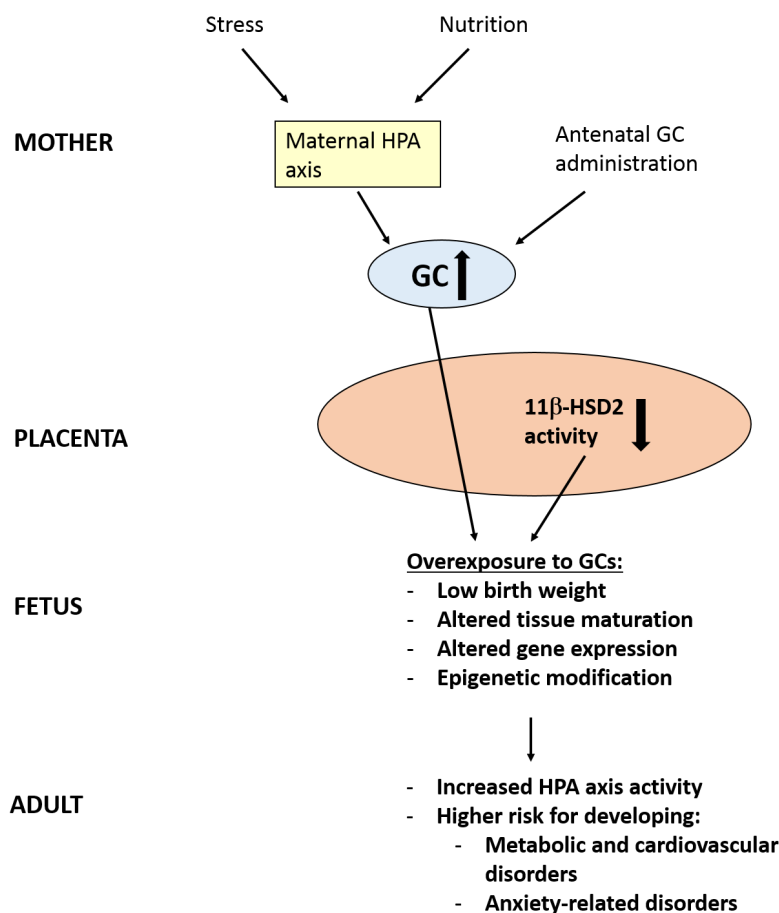 Stress
Nutrition
MOTHER
Maternal HPA
axis
Antenatal GC
administration
GC
PLACENTA
11β-HSD2
activity
FETUS
Overexposure to GCs:
- Low birth weight
- Altered tissue maturation
- Altered gene expression
- Epigenetic modification
ADULT
- Increased HPA axis activity
- Higher risk for developing:
- Metabolic and cardiovascular
disorders
- Anxiety-related disorders